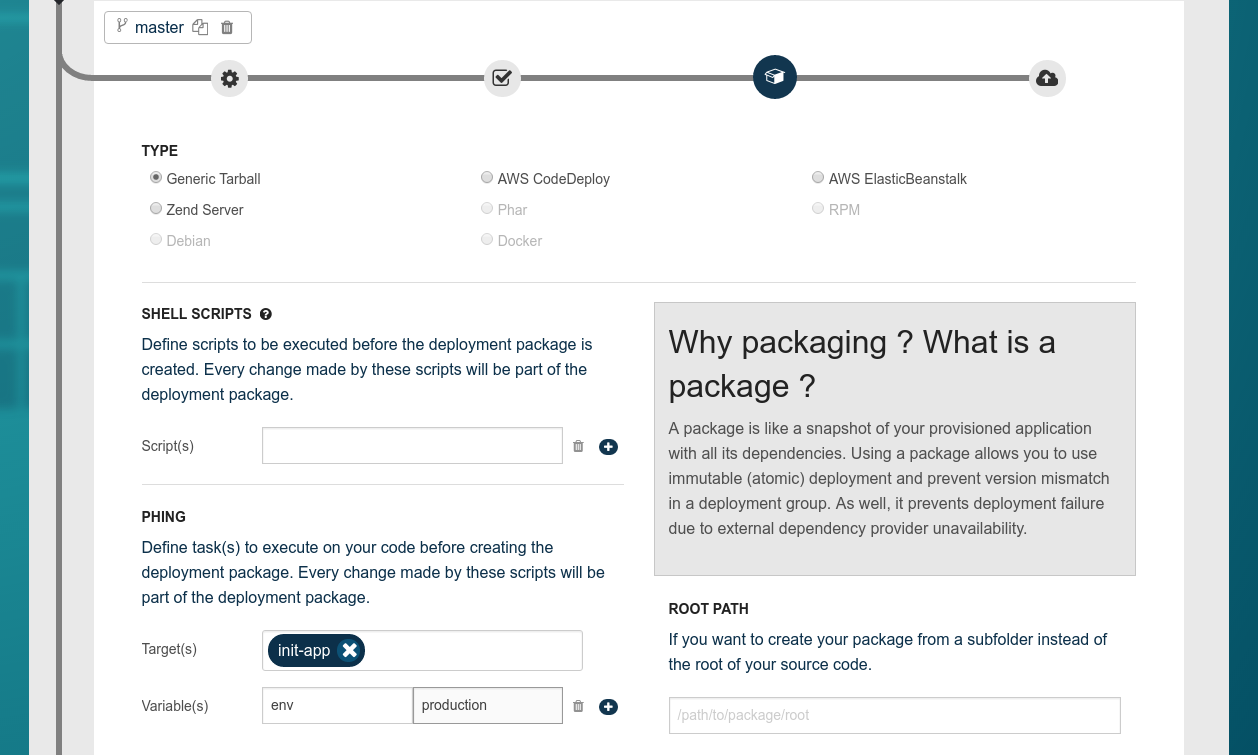 master
TYPE
Generic Tarball
AWS CodeDeploy
AWS ElasticBeanstalk
Zend Server
Phar
RPM
Debian
Docker
SHELL SCRIPTS
Define scripts to be executed before the deployment package is
created. Every change made by these scripts will be part of the
deployment package.
Script(s)
PHING
Define task(s) to execute on your code before creating the
deployment package. Every change made by these scripts will be
part of the deployment package.
Target(s)
init-app
Variable(s)
env
production
Why packaging ? What is a
package ?
A package is like a snapshot of your provisioned application
with all its dependencies. Using a package allows you to use
immutable (atomic) deployment and prevent version mismatch
in a deployment group. As well, it prevents deployment failure
due to external dependency provider unavailability.
ROOT PATH
If you want to create your package from a subfolder instead of
the root of your source code.
/path/to/package/root